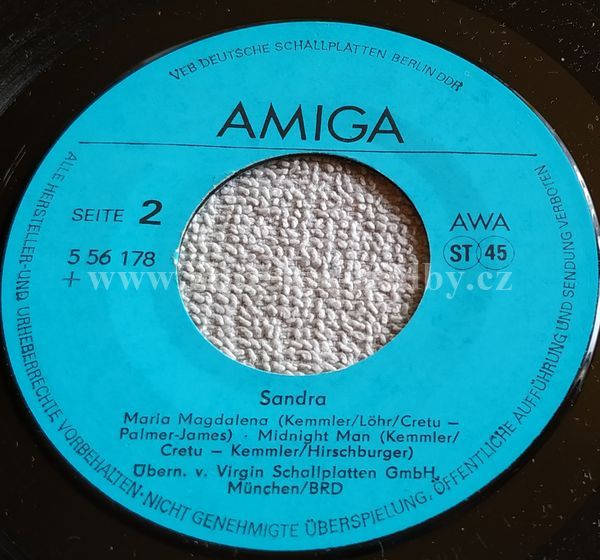 VEB DEUTSCHE SCHALLPLATTEN BERLIN DDR
AMIGA
SEITE 2
AWA
5 56 178
ST 45
+
Sandra
Maria Magdalena (Kemmler/Löhr/Cretu –
Palmer-James) · Midnight Man (Kemmler/
Cretu – Kemmler/Hirschburger)
Übern. v. Virgin Schallplatten GmbH,
München/BRD
ALLE HERSTELLER-UND URHEBERRECHTE VORBEHALTEN·NICHT GENEHMIGTE ÜBERSPIELUNG, ÖFFENTLICHE AUFFÜHRUNG UND SENDUNG VERBOTEN